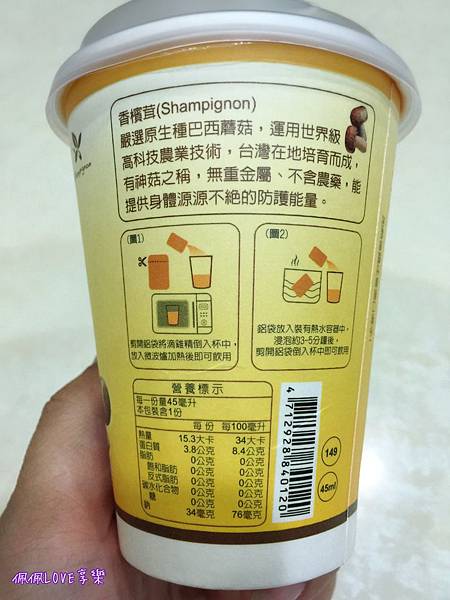 香檳茸(Shampignon)
嚴選原生種巴西蘑菇，運用世界級
高科技農業技術，台灣在地培育而成，
有神菇之稱，無重金屬、不含農藥，能
提供身體源源不絕的防護能量。
(圖1)
剪開鋁袋將滴雞精倒入杯中，
放入微波爐加熱後即可飲用
(圖2)
鋁袋放入裝有熱水容器中，
浸泡約3-5分鐘後，
剪開鋁袋倒入杯中即可飲用
營養標示
每一份量45毫升
本包裝含1份
每份 每100毫升
熱量 15.3大卡 34大卡
蛋白質 3.8公克 8.4公克
脂肪 0公克 0公克
飽和脂肪 0公克 0公克
反式脂肪 0公克 0公克
碳水化合物 0公克 0公克
糖 0公克 0公克
鈉 34毫克 76毫克
4712928840120
149
45ml
佩佩LOVE享樂